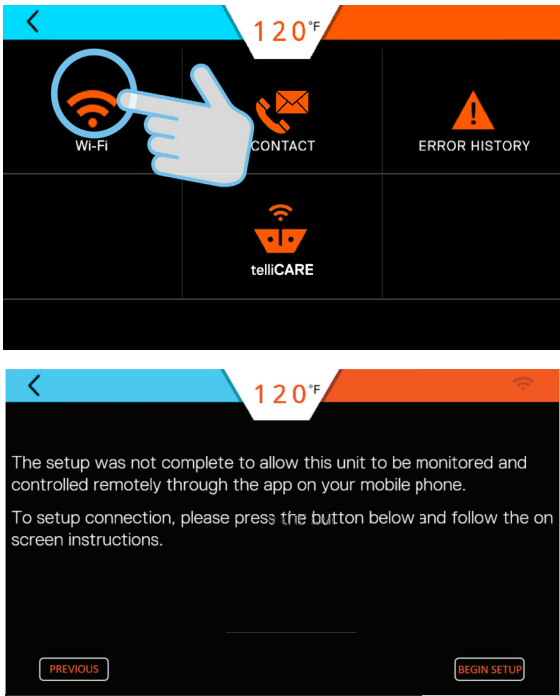 120°F
Wi-Fi
CONTACT
ERROR HISTORY
telliCARE
120°F
The setup was not complete to allow this unit to be monitored and
controlled remotely through the app on your mobile phone.
To setup connection, please press the button below and follow the on
screen instructions.
PREVIOUS
BEGIN SETUP